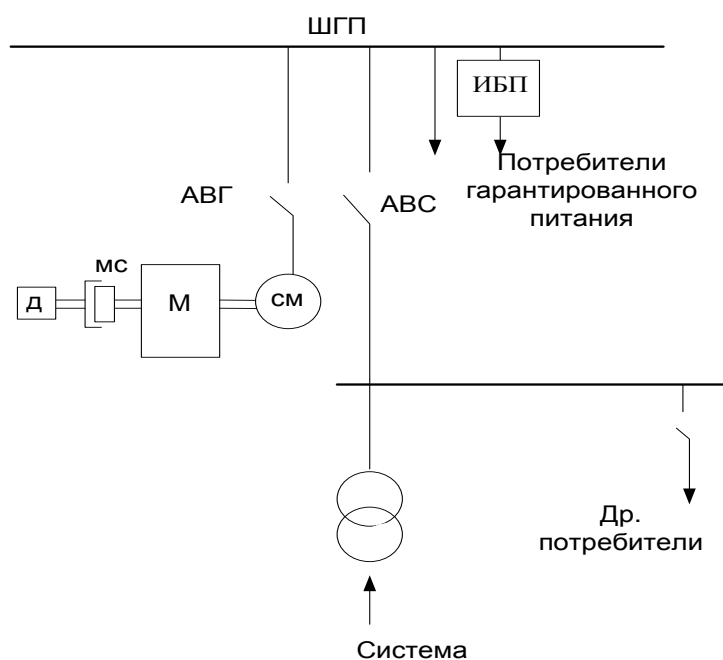 ШГП
ИБП
Потребители
гарантированного
питания
АВГ
АВС
мс
д
М
см
Др.
потребители
Система